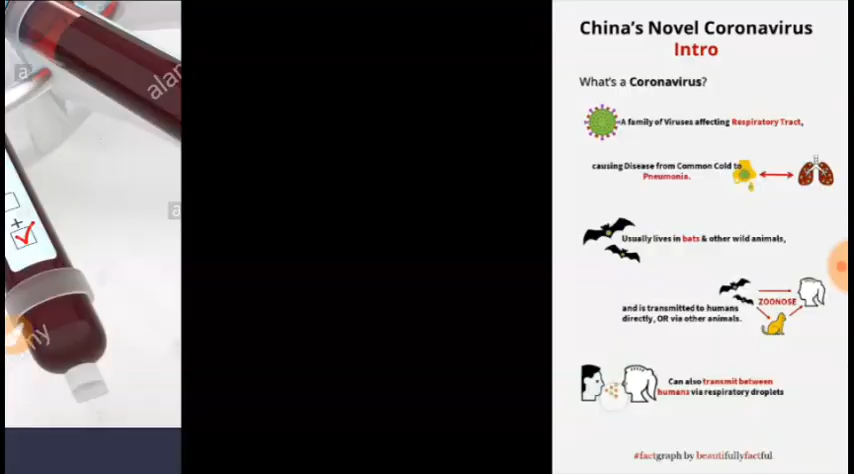 a
alam
a
+
my
China's Novel Coronavirus
Intro
What's a Coronavirus?
A family of Viruses affecting Respiratory Tract,
causing Disease from Common Cold to
Pneumonia.
Usually lives in bats & other wild animals,
ZOONOSE
and is transmitted to humans
directly, OR via other animals.
Can also transmit between
humans via respiratory droplets
#factgraph by beautifullyfactful